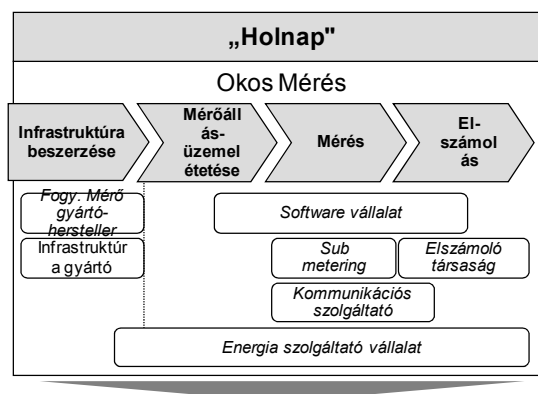 „Holnap"
Okos Mérés
Infrastruktúra
beszerzése
Mérőáll
ás-
üzemel
étetése
Mérés
El-
számol
ás
Fogy. Mérő
gyártó-
hersteller
Software vállalat
Infrastruktúr
a gyártó
Sub
metering
Elszámoló
társaság
Kommunikációs
szolgáltató
Energia szolgáltató vállalat